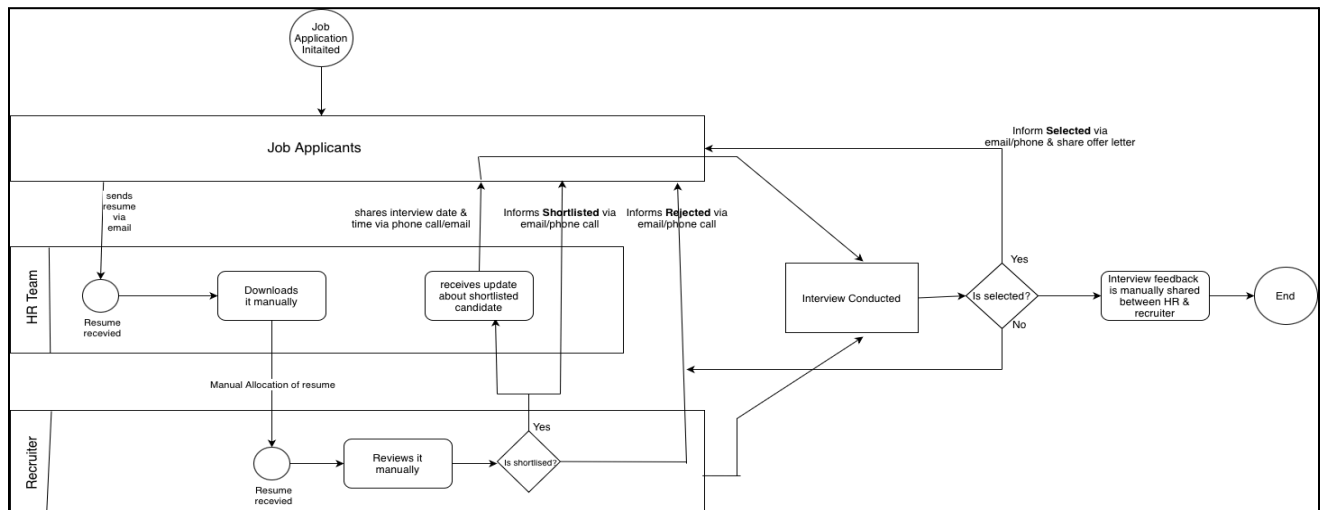 Job
Application
Initaited
Job Applicants
Inform Selected via
email/phone & share offer letter
sends
resume
via
email
shares interview date &
time via phone call/email
Informs Shortlisted via
email/phone call
Informs Rejected via
email/phone call
HR Team
Resume
recevied
Downloads
it manually
receives update
about shortlisted
candidate
Interview Conducted
Is selected?
Yes
No
Interview feedback
is manually shared
between HR &
recruiter
End
Manual Allocation of resume
Recruiter
Resume
recevied
Reviews it
manually
Is shortlised?
Yes